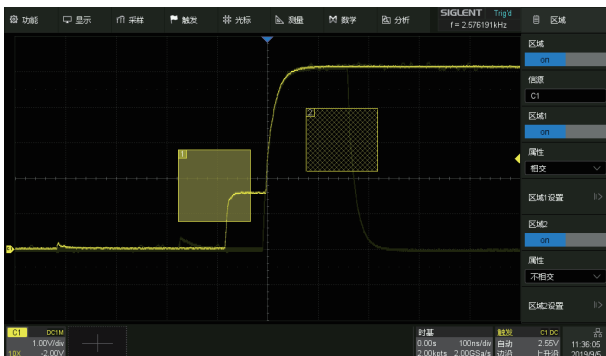 功能 显示 采样 触发 光标 测量 数学 分析 SIGLENT Trig'd 区域
f = 2.576191kHz
区域
on
信源
C1
区域1
on
属性
相交
区域1设置
区域2
on
属性
不相交
区域2设置
1
2
C1 DC1M
1.00V/div
10X -2.00V
时基
0.00s 100ns/div
2.00kpts 2.00GSa/s
触发 C1 DC
自动 2.55V
边沿 上升沿
11:36:05
2019/9/5